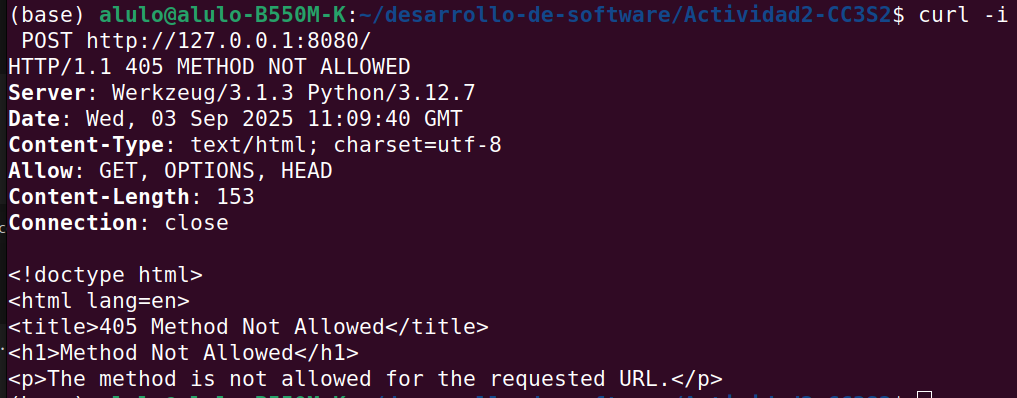 (base) alulo@alulo-B550M-K:~/desarrollo-de-software/Actividad2-CC3S2$ curl -i
 POST http://127.0.0.1:8080/
HTTP/1.1 405 METHOD NOT ALLOWED
Server: Werkzeug/3.1.3 Python/3.12.7
Date: Wed, 03 Sep 2025 11:09:40 GMT
Content-Type: text/html; charset=utf-8
Allow: GET, OPTIONS, HEAD
Content-Length: 153
Connection: close

<!doctype html>
<html lang=en>
<title>405 Method Not Allowed</title>
<h1>Method Not Allowed</h1>
<p>The method is not allowed for the requested URL.</p>